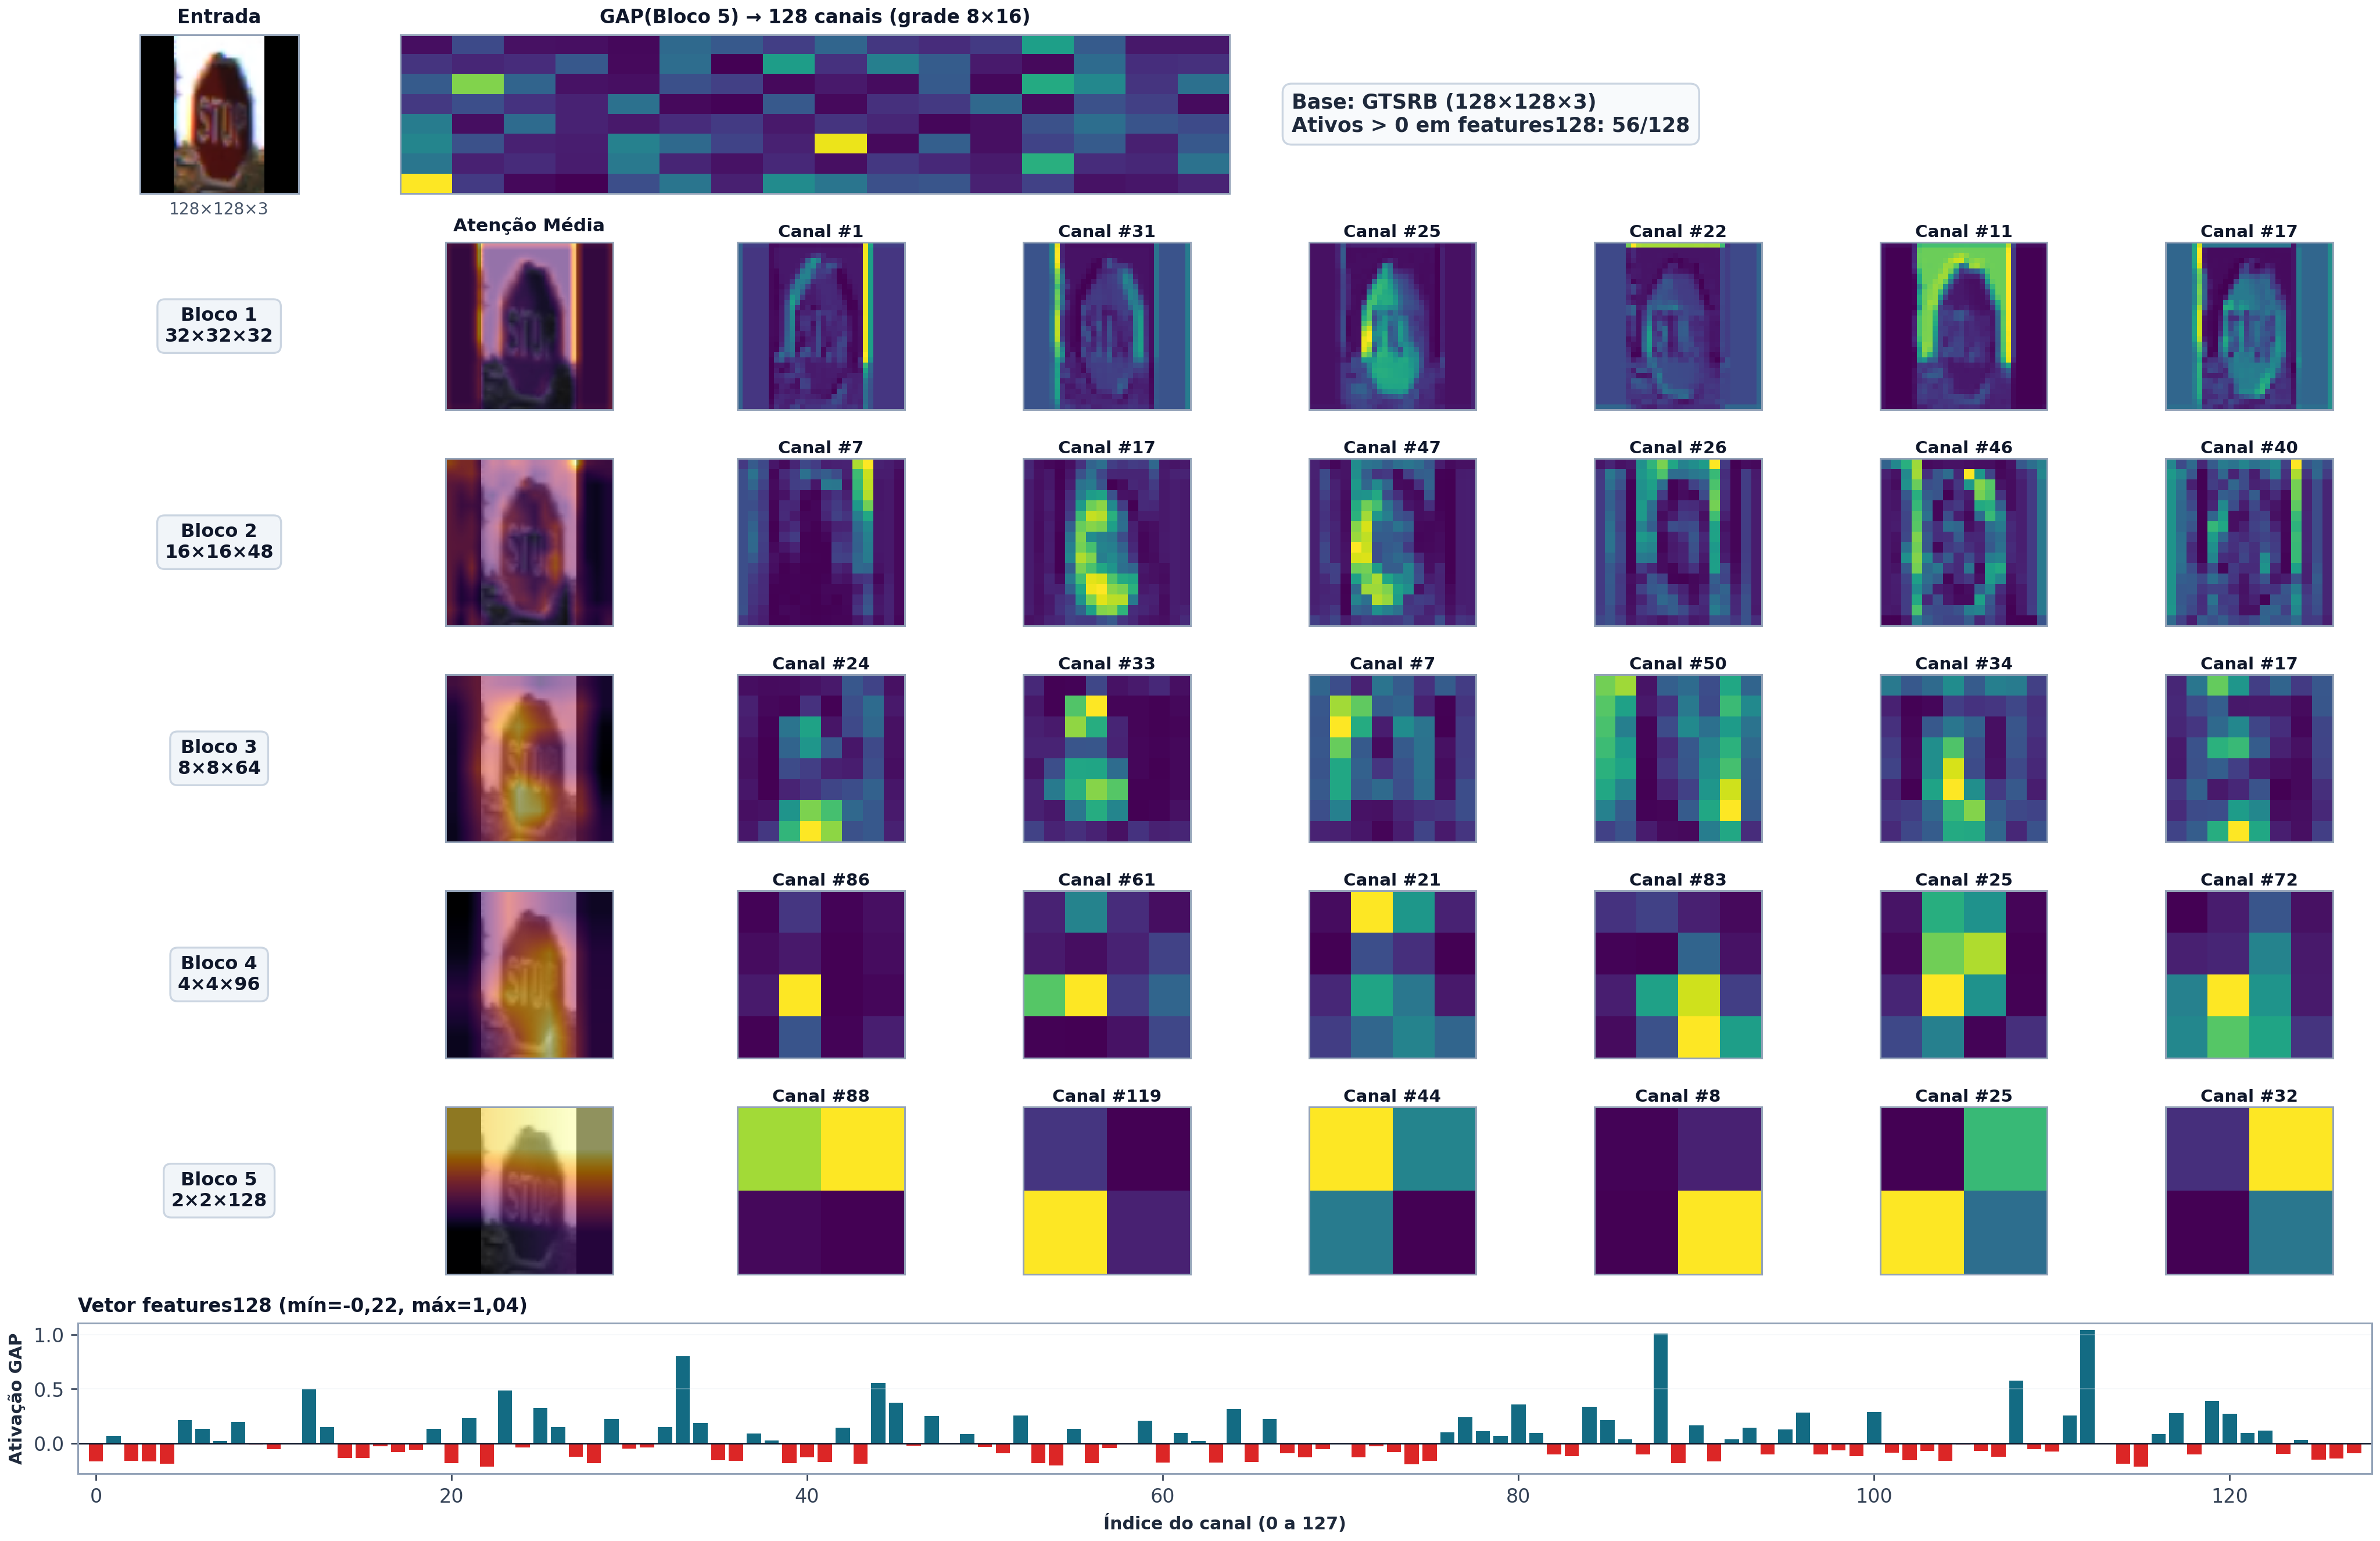 Entrada
GAP(Bloco 5) → 128 canais (grade 8×16)
STOP
128×128×3
Base: GTSRB (128×128×3)
Ativos > 0 em features128: 56/128
Atenção Média
Canal #1
Canal #31
Canal #25
Canal #22
Canal #11
Canal #17
Bloco 1
32×32×32
Canal #7
Canal #17
Canal #47
Canal #26
Canal #46
Canal #40
Bloco 2
16×16×48
Canal #24
Canal #33
Canal #7
Canal #50
Canal #34
Canal #17
Bloco 3
8×8×64
Canal #86
Canal #61
Canal #21
Canal #83
Canal #25
Canal #72
Bloco 4
4×4×96
Canal #88
Canal #119
Canal #44
Canal #8
Canal #25
Canal #32
Bloco 5
2×2×128
Vetor features128 (mín=-0,22, máx=1,04)
Ativação GAP
1.0
0.5
0.0
0
20
40
60
80
100
120
Índice do canal (0 a 127)